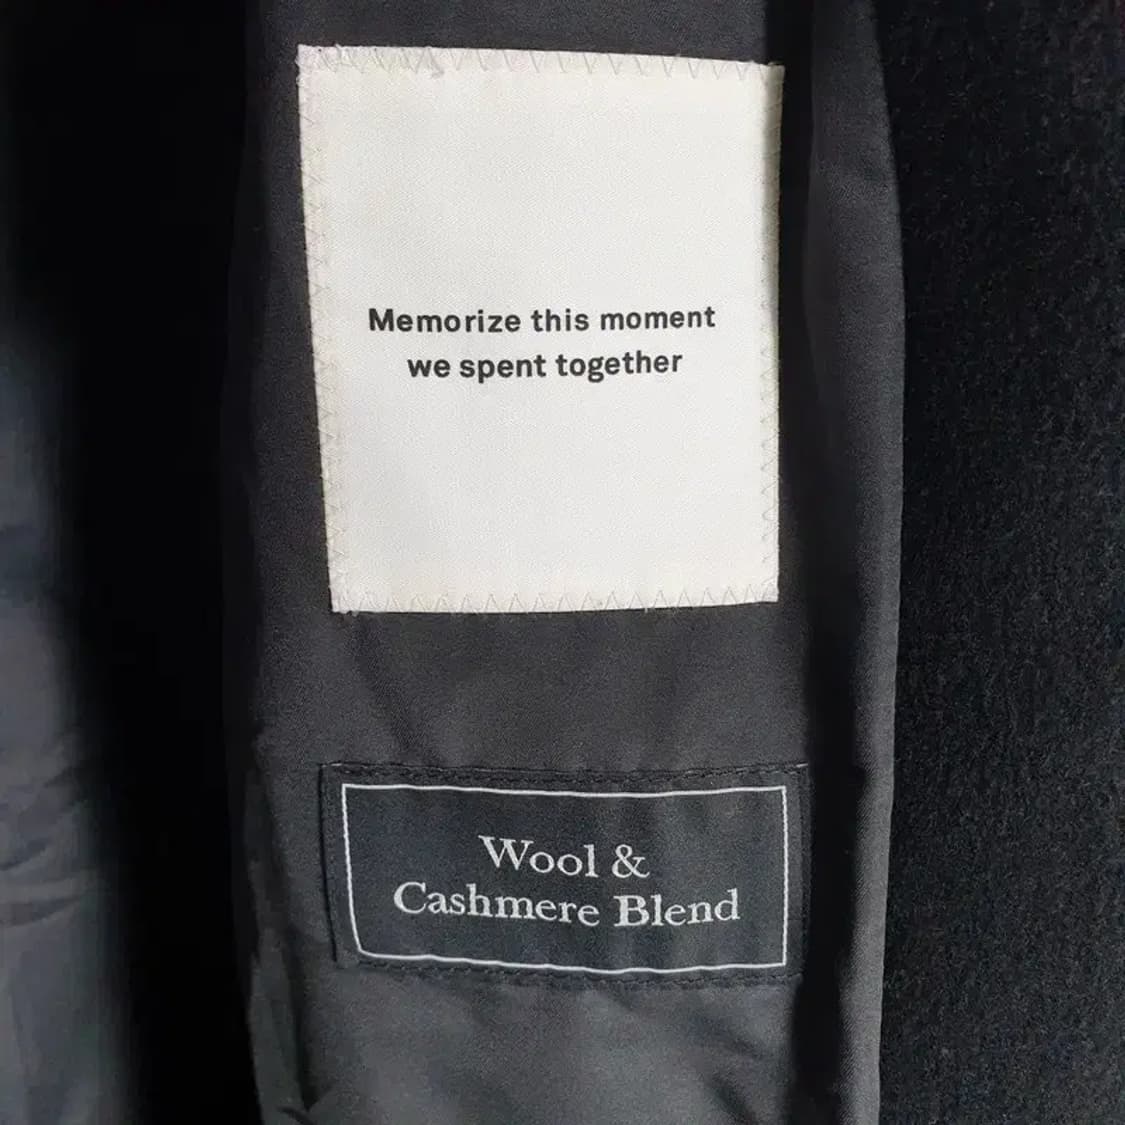 Memorize this moment
we spent together
Wool &
Cashmere Blend